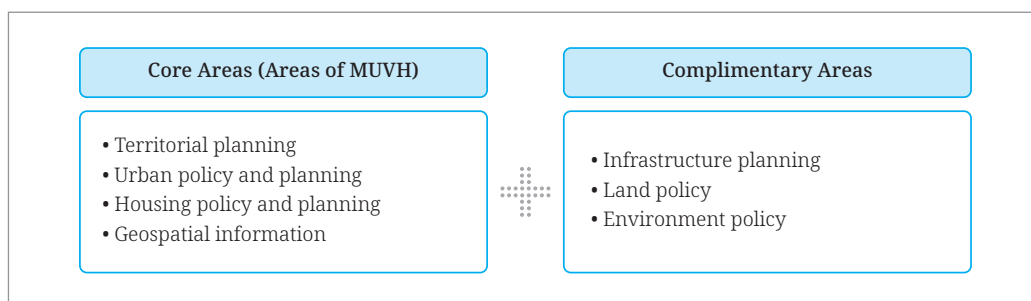 Core Areas (Areas of MUVH)
• Territorial planning
• Urban policy and planning
• Housing policy and planning
• Geospatial information
Complimentary Areas
• Infrastructure planning
• Land policy
• Environment policy